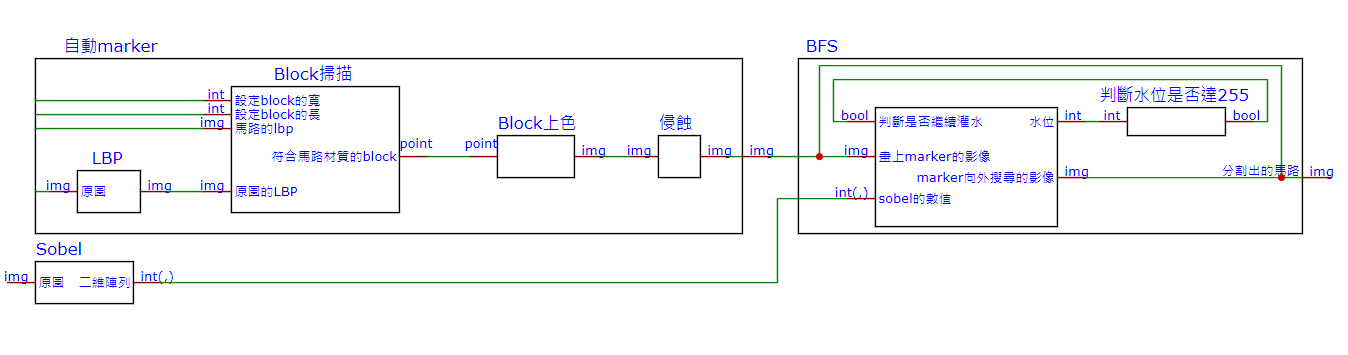 自動marker
Block掃描
int
設定block的寬
int
設定block的長
img
馬路的lbp
符合馬路材質的block
point
LBP
img
原圖
img
img
原圖的LBP
point
Block上色
img
img
侵蝕
img
img
Sobel
img
原圖
二維陣列
int(,)
BFS
bool
判斷是否繼續灌水
水位
int
int
判斷水位是否達255
bool
img
畫上marker的影像
marker向外搜尋的影像
img
分割出的馬路
img
int(,)
sobel的數值